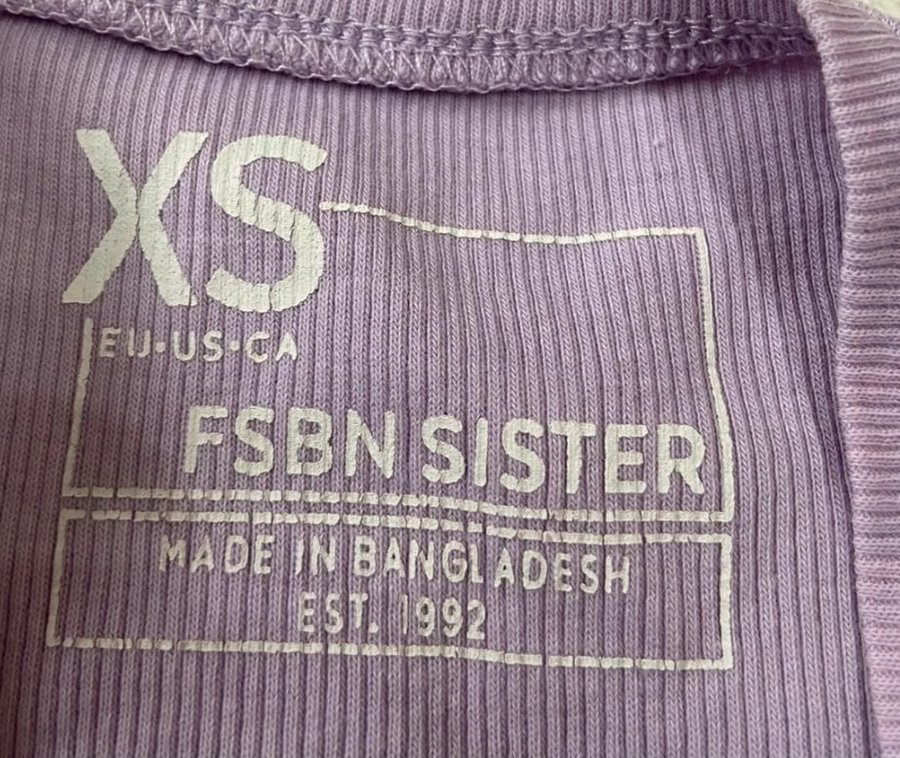 XS
EU•US•CA
FSBN SISTER
MADE IN BANGLADESH
EST. 1992